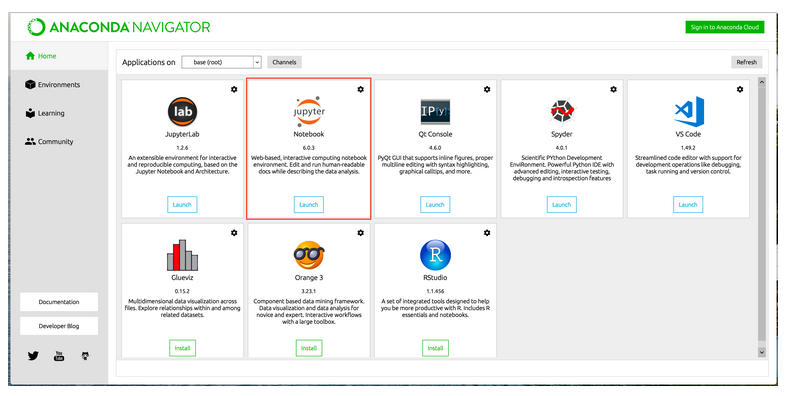 ANACONDA NAVIGATOR
Sign in to Anaconda Cloud
Home
Environments
Learning
Community
Documentation
Developer Blog
You
Tube
Applications on
base (root)
Channels
Refresh
lab
JupyterLab
1.2.6
An extensible environment for interactive
and reproducible computing, based on the
Jupyter Notebook and Architecture.
Launch
jupyter
Notebook
6.0.3
Web-based, interactive computing notebook
environment. Edit and run human-readable
docs while describing the data analysis.
Launch
IP[y]:
Qt Console
4.6.0
PyQt GUI that supports inline figures, proper
multiline editing with syntax highlighting,
graphical calltips, and more.
Launch
Spyder
4.0.1
Scientific PYthon Development
EnviRonment. Powerful Python IDE with
advanced editing, interactive testing,
debugging and introspection features
Launch
VS Code
1.49.2
Streamlined code editor with support for
development operations like debugging,
task running and version control.
Launch
Glueviz
0.15.2
Multidimensional data visualization across
files. Explore relationships within and among
related datasets.
Install
Orange 3
3.23.1
Component based data mining framework.
Data visualization and data analysis for
novice and expert. Interactive workflows
with a large toolbox.
Install
R
RStudio
1.1.456
A set of integrated tools designed to help
you be more productive with R. Includes R
essentials and notebooks.
Install